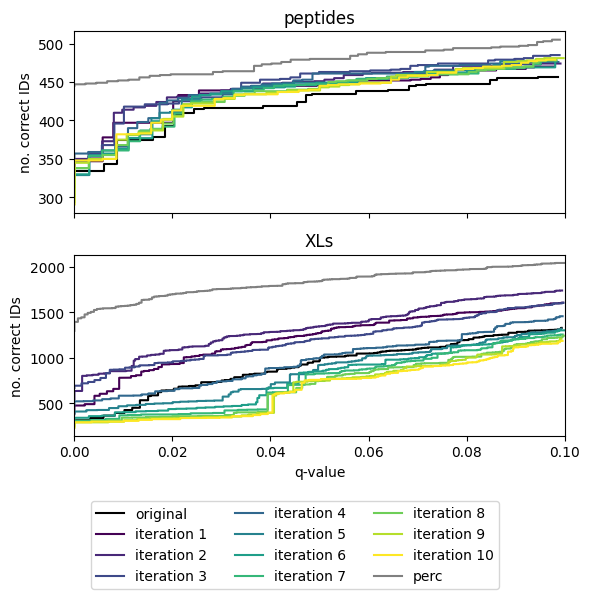 peptides
no. correct IDs
500
450
400
350
300
XLs
no. correct IDs
2000
1500
1000
500
0.00 0.02 0.04 0.06 0.08 0.10
q-value
original iteration 4 iteration 8
iteration 1 iteration 5 iteration 9
iteration 2 iteration 6 iteration 10
iteration 3 iteration 7 perc